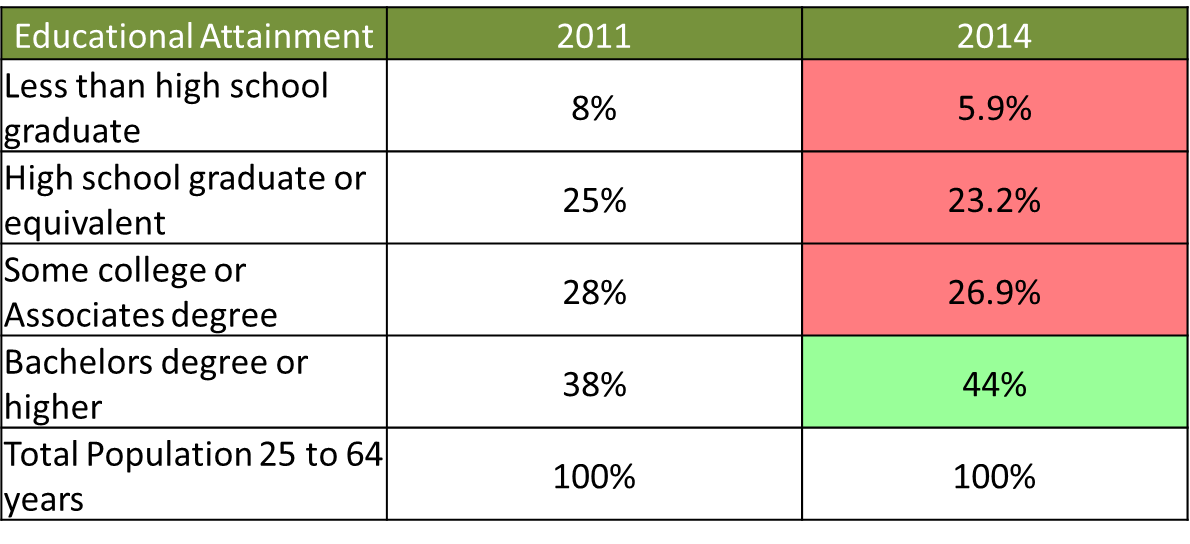 Educational Attainment 2011 2014
Less than high school
graduate 8% 5.9%
High school graduate or
equivalent 25% 23.2%
Some college or
Associates degree 28% 26.9%
Bachelors degree or
higher 38% 44%
Total Population 25 to 64
years 100% 100%